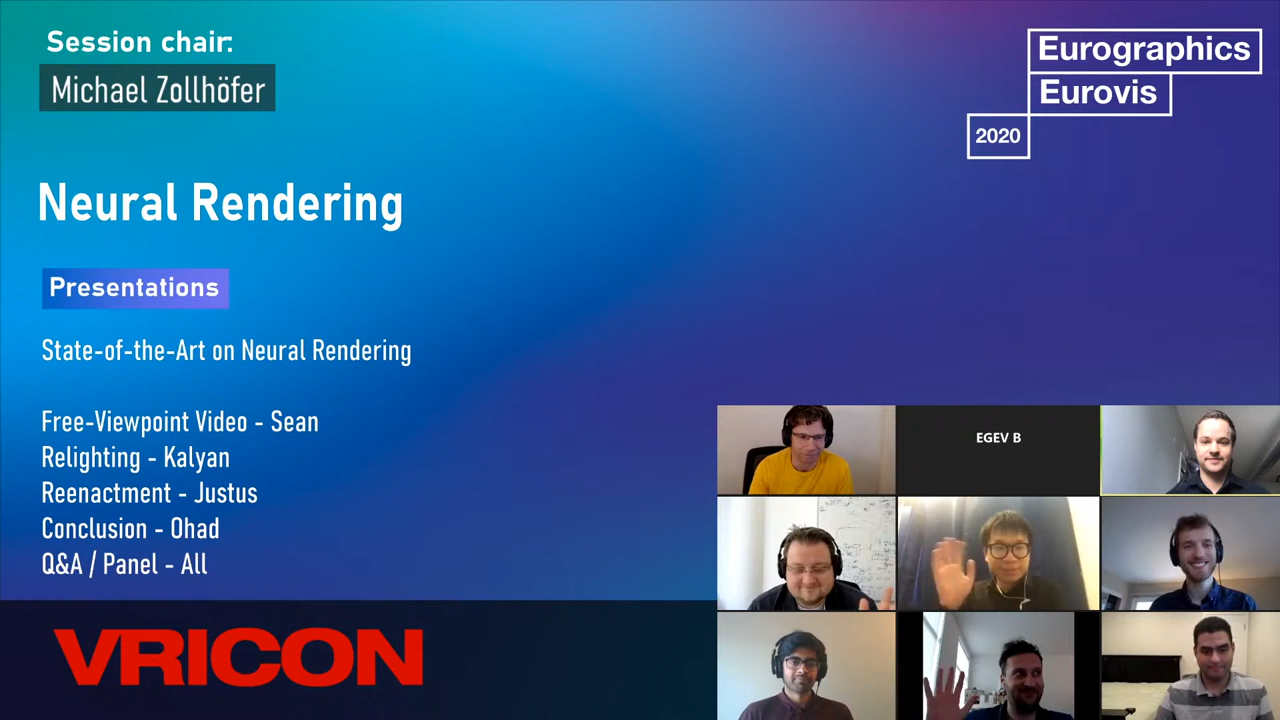 Session chair:
Michael Zollhöfer
Eurographics
Eurovis
2020
Neural Rendering
Presentations
State-of-the-Art on Neural Rendering
Free-Viewpoint Video - Sean
Relighting - Kalyan
Reenactment - Justus
Conclusion - Ohad
Q&A / Panel - All
EGEV B
VRICON